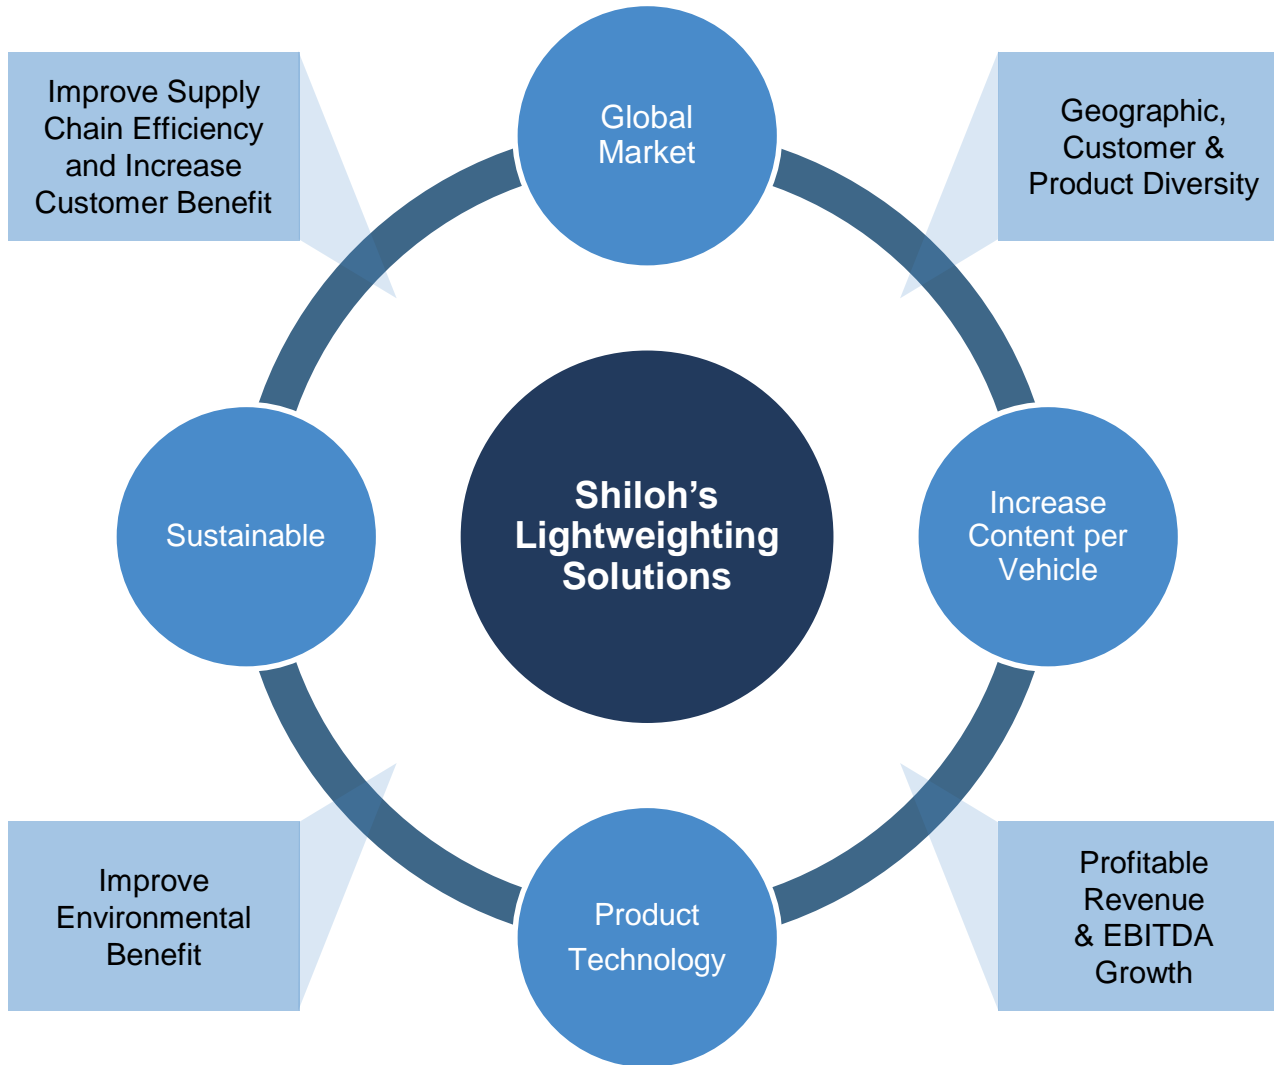 Improve Supply
Chain Efficiency
and Increase
Customer Benefit
Global
Market
Geographic,
Customer &
Product Diversity
Sustainable
Shiloh’s
Lightweighting
Solutions
Increase
Content per
Vehicle
Improve
Environmental
Benefit
Product
Technology
Profitable
Revenue
& EBITDA
Growth